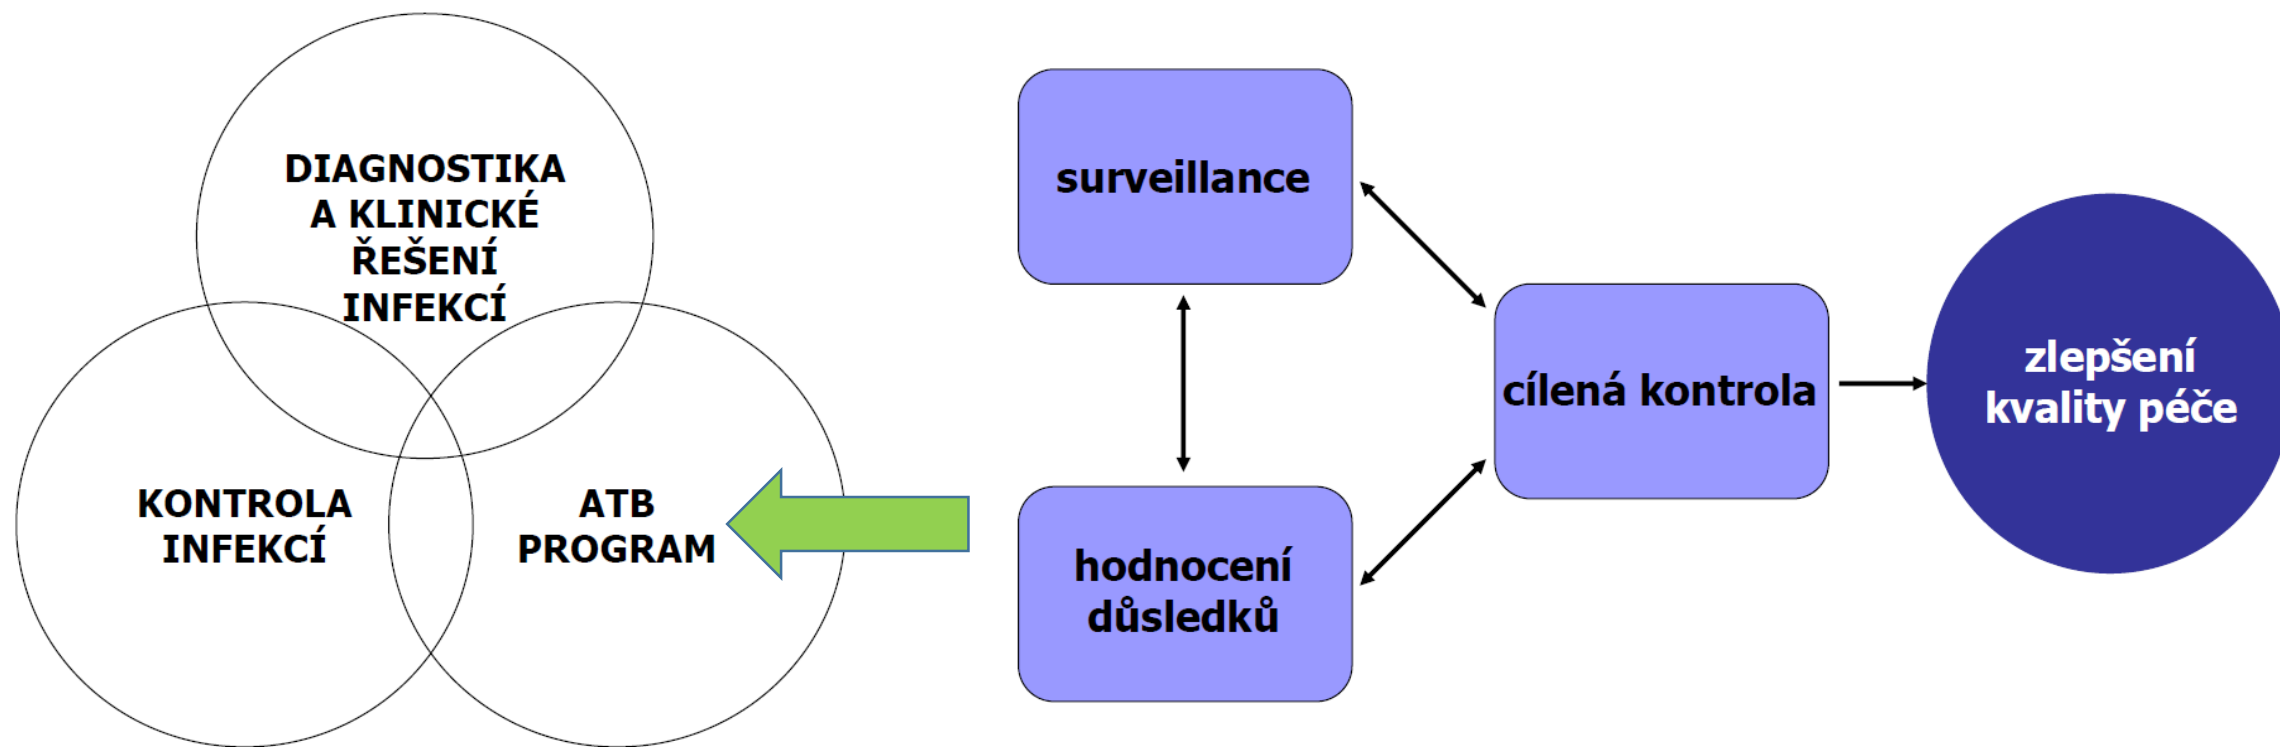 DIAGNOSTIKA
A KLINICKÉ
ŘEŠENÍ
INFEKCÍ
KONTROLA
INFEKCÍ
ATB
PROGRAM
surveillance
hodnocení
důsledků
cílená kontrola
zlepšení
kvality péče